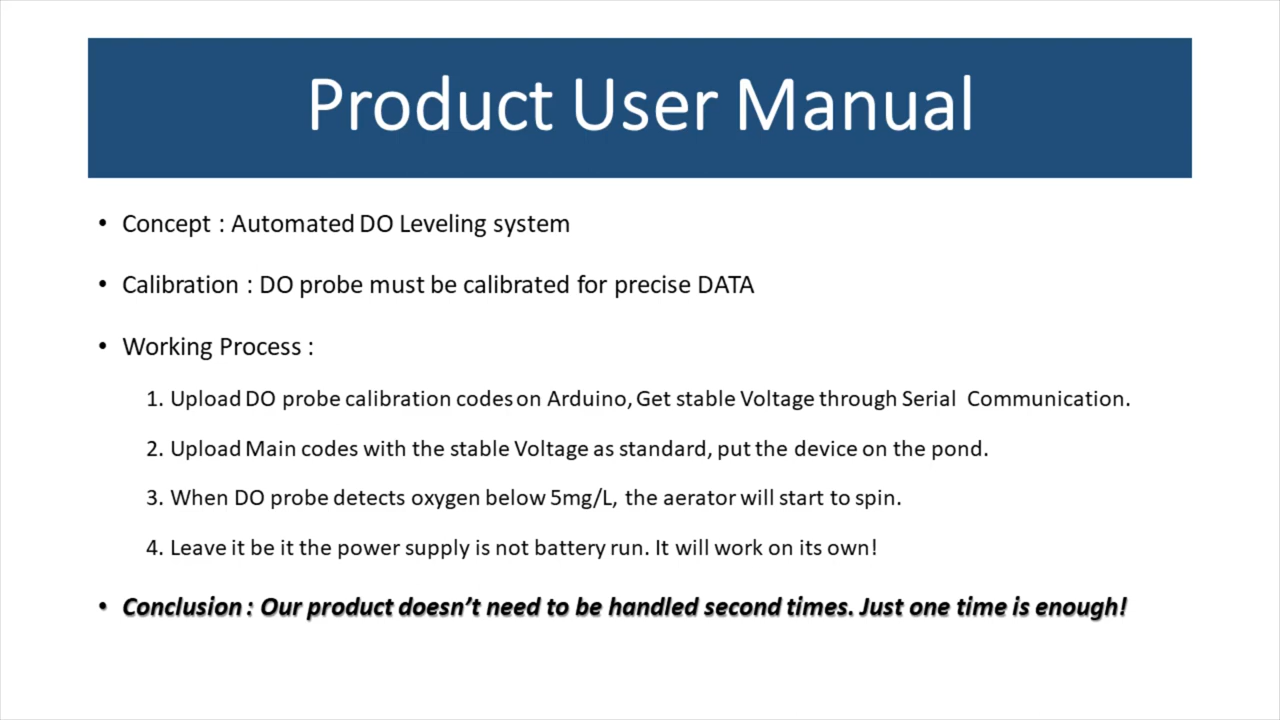 Product User Manual
• Concept : Automated DO Leveling system
• Calibration : DO probe must be calibrated for precise DATA
• Working Process :
1. Upload DO probe calibration codes on Arduino, Get stable Voltage through Serial Communication.
2. Upload Main codes with the stable Voltage as standard, put the device on the pond.
3. When DO probe detects oxygen below 5mg/L, the aerator will start to spin.
4. Leave it be it the power supply is not battery run. It will work on its own!
• Conclusion : Our product doesn’t need to be handled second times. Just one time is enough!